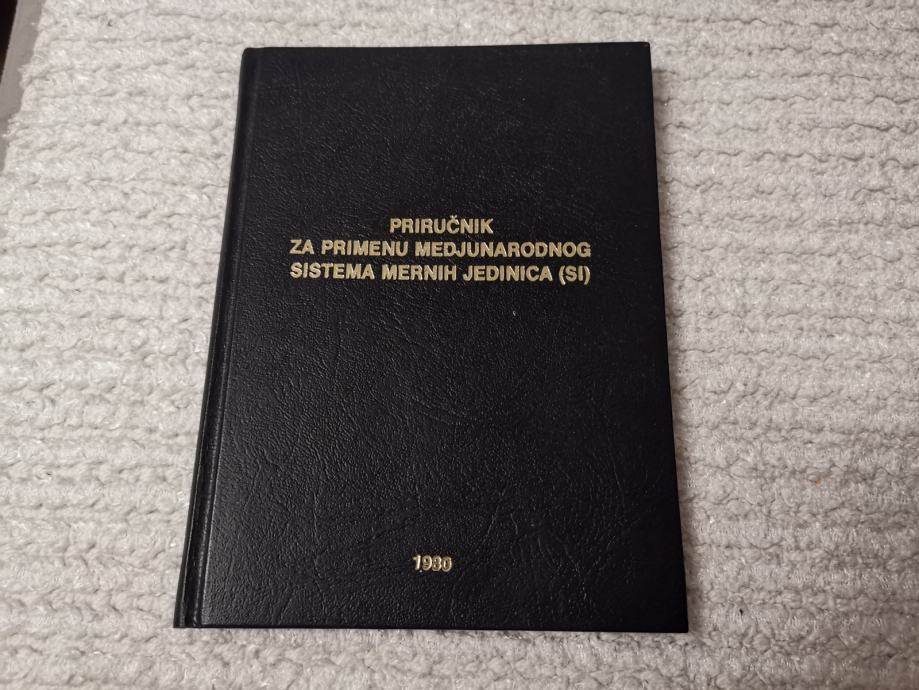 PRIRUČNIK
ZA PRIMENU MEDJUNARODNOG
SISTEMA MERNIH JEDINICA (SI)
1980